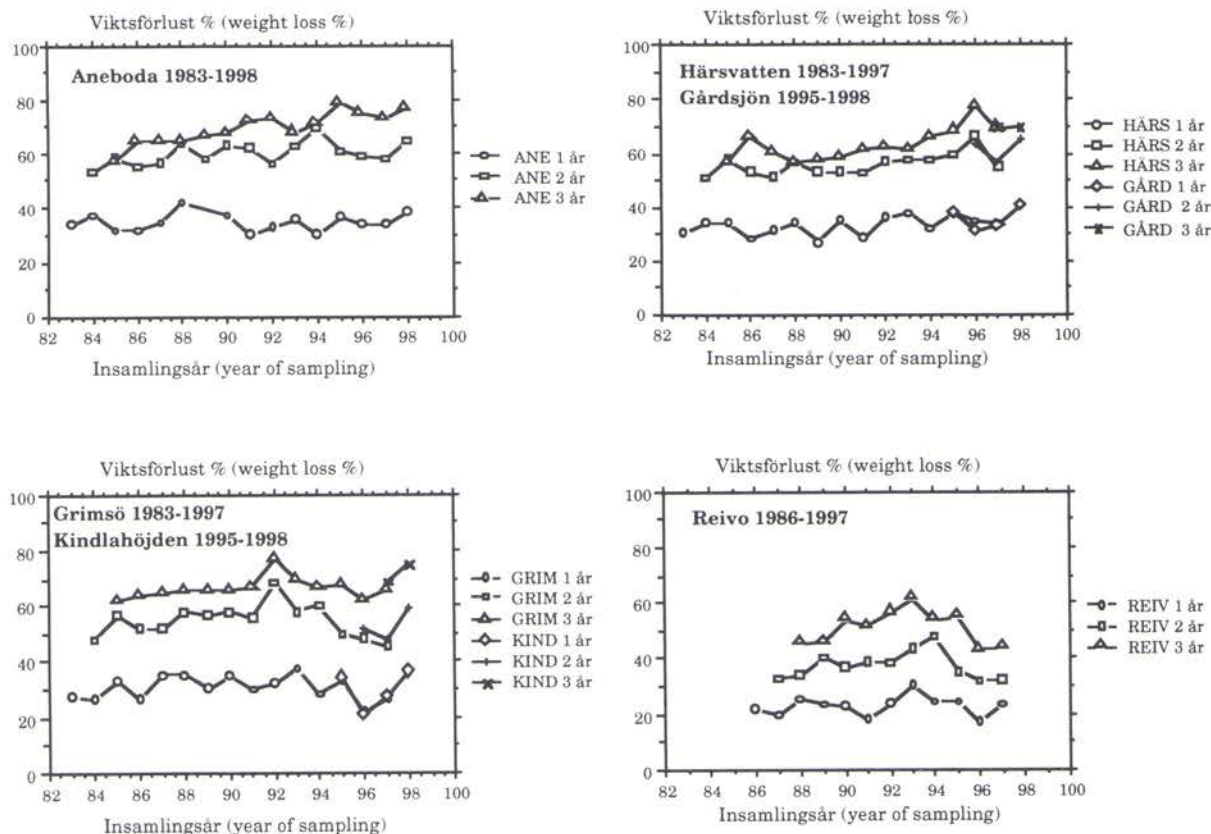 Viktsförlust % (weight loss %)
100
80
60
40
20
0
Aneboda 1983-1998
82 84 86 88 90 92 94 96 98 100
Insamlingsår (year of sampling)
ANE 1 år
ANE 2 år
ANE 3 år
Viktsförlust % (weight loss %)
100
80
60
40
20
0
Härsvatten 1983-1997
Gårdsjön 1995-1998
82 84 86 88 90 92 94 96 98 100
Insamlingsår (year of sampling)
HÄRS 1 år
HÄRS 2 år
HÄRS 3 år
GÅRD 1 år
GÅRD 2 år
GÅRD 3 år
Viktsförlust % (weight loss %)
100
80
60
40
20
0
Grimsö 1983-1997
Kindlahöjden 1995-1998
82 84 86 88 90 92 94 96 98 100
Insamlingsår (year of sampling)
GRIM 1 år
GRIM 2 år
GRIM 3 år
KIND 1 år
KIND 2 år
KIND 3 år
Viktsförlust % (weight loss %)
100
80
60
40
20
0
Reivo 1986-1997
82 84 86 88 90 92 94 96 98 100
Insamlingsår (year of sampling)
REIV 1 år
REIV 2 år
REIV 3 år